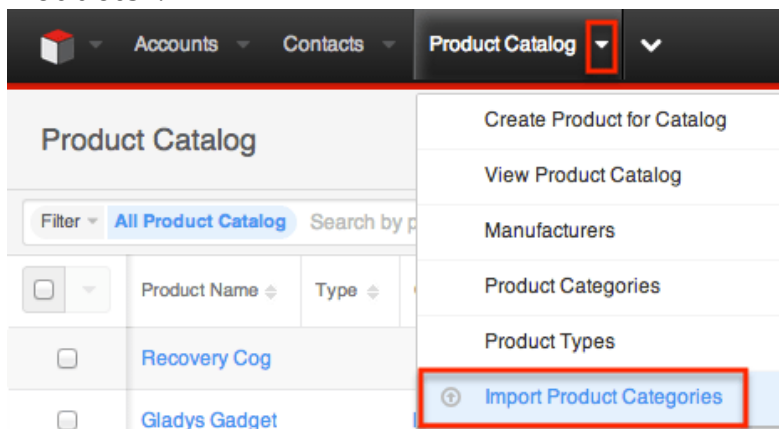 Accounts Contacts Product Catalog
Product Catalog
Create Product for Catalog
View Product Catalog
Filter All Product Catalog Search by
Manufacturers
Product Name Type
Product Categories
Product Types
Recovery Cog
Import Product Categories
Gladys Gadget